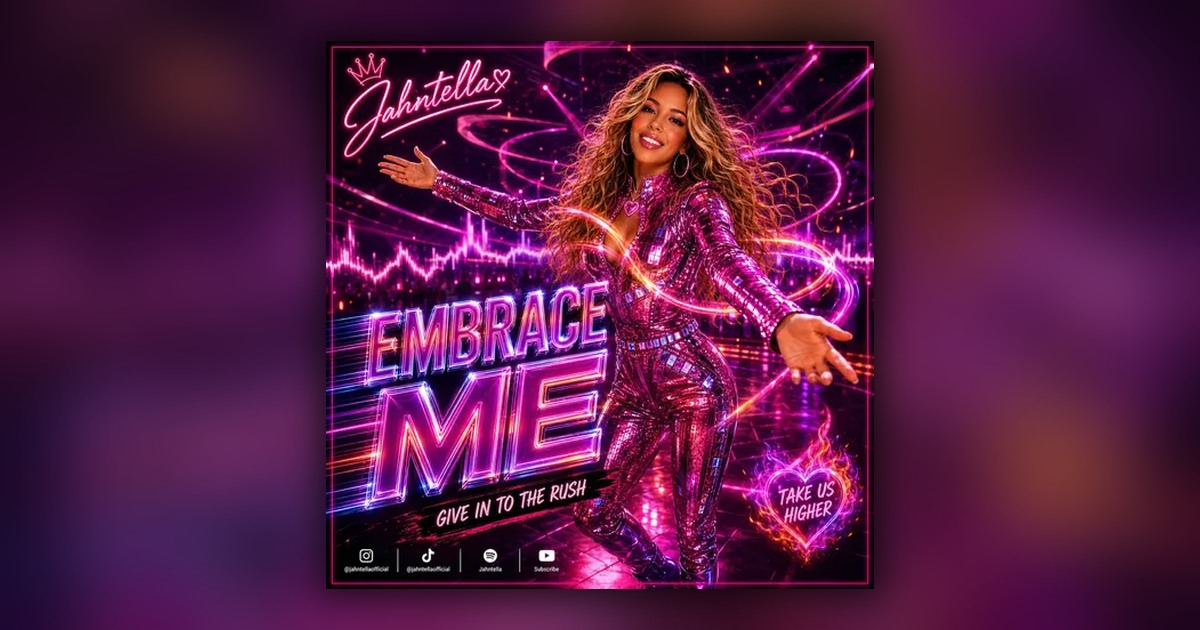 Jahntella
EMBRACE
ME
GIVE IN TO THE RUSH
TAKE US
HIGHER
@jahntellaofficial
@jahntellaofficial
Jahntella
Subscribe